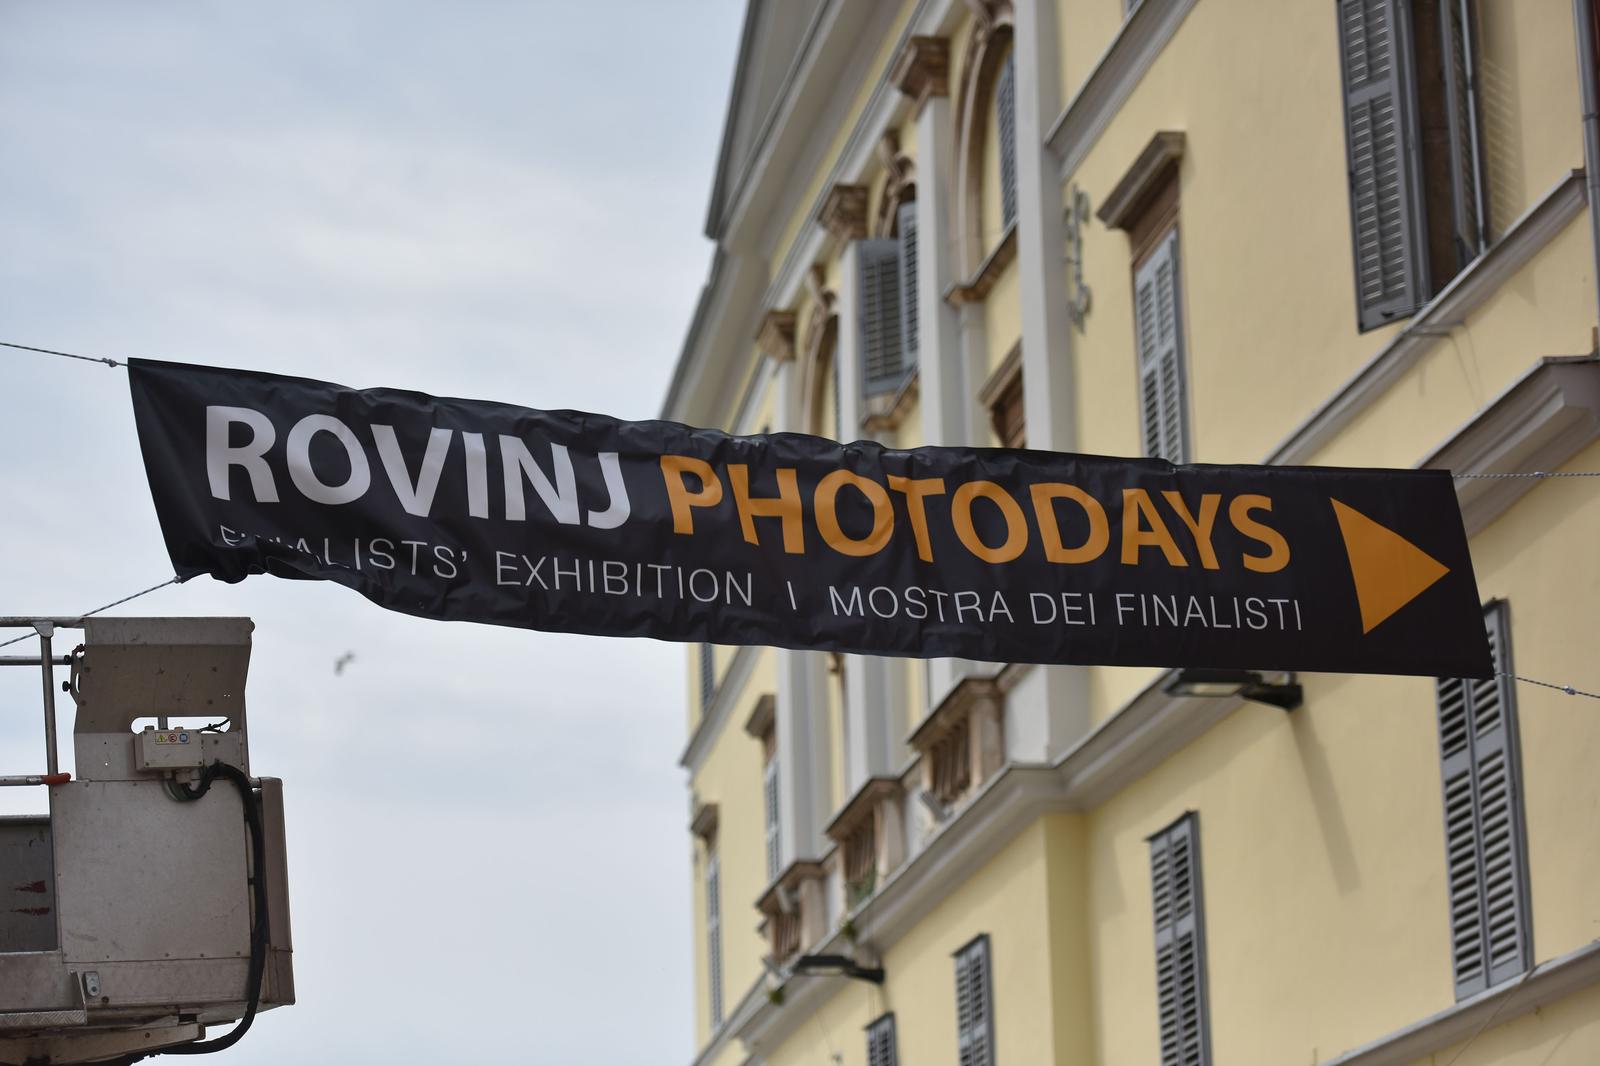 ROVINJ PHOTODAYS
FINALISTS' EXHIBITION | MOSTRA DEI FINALISTI